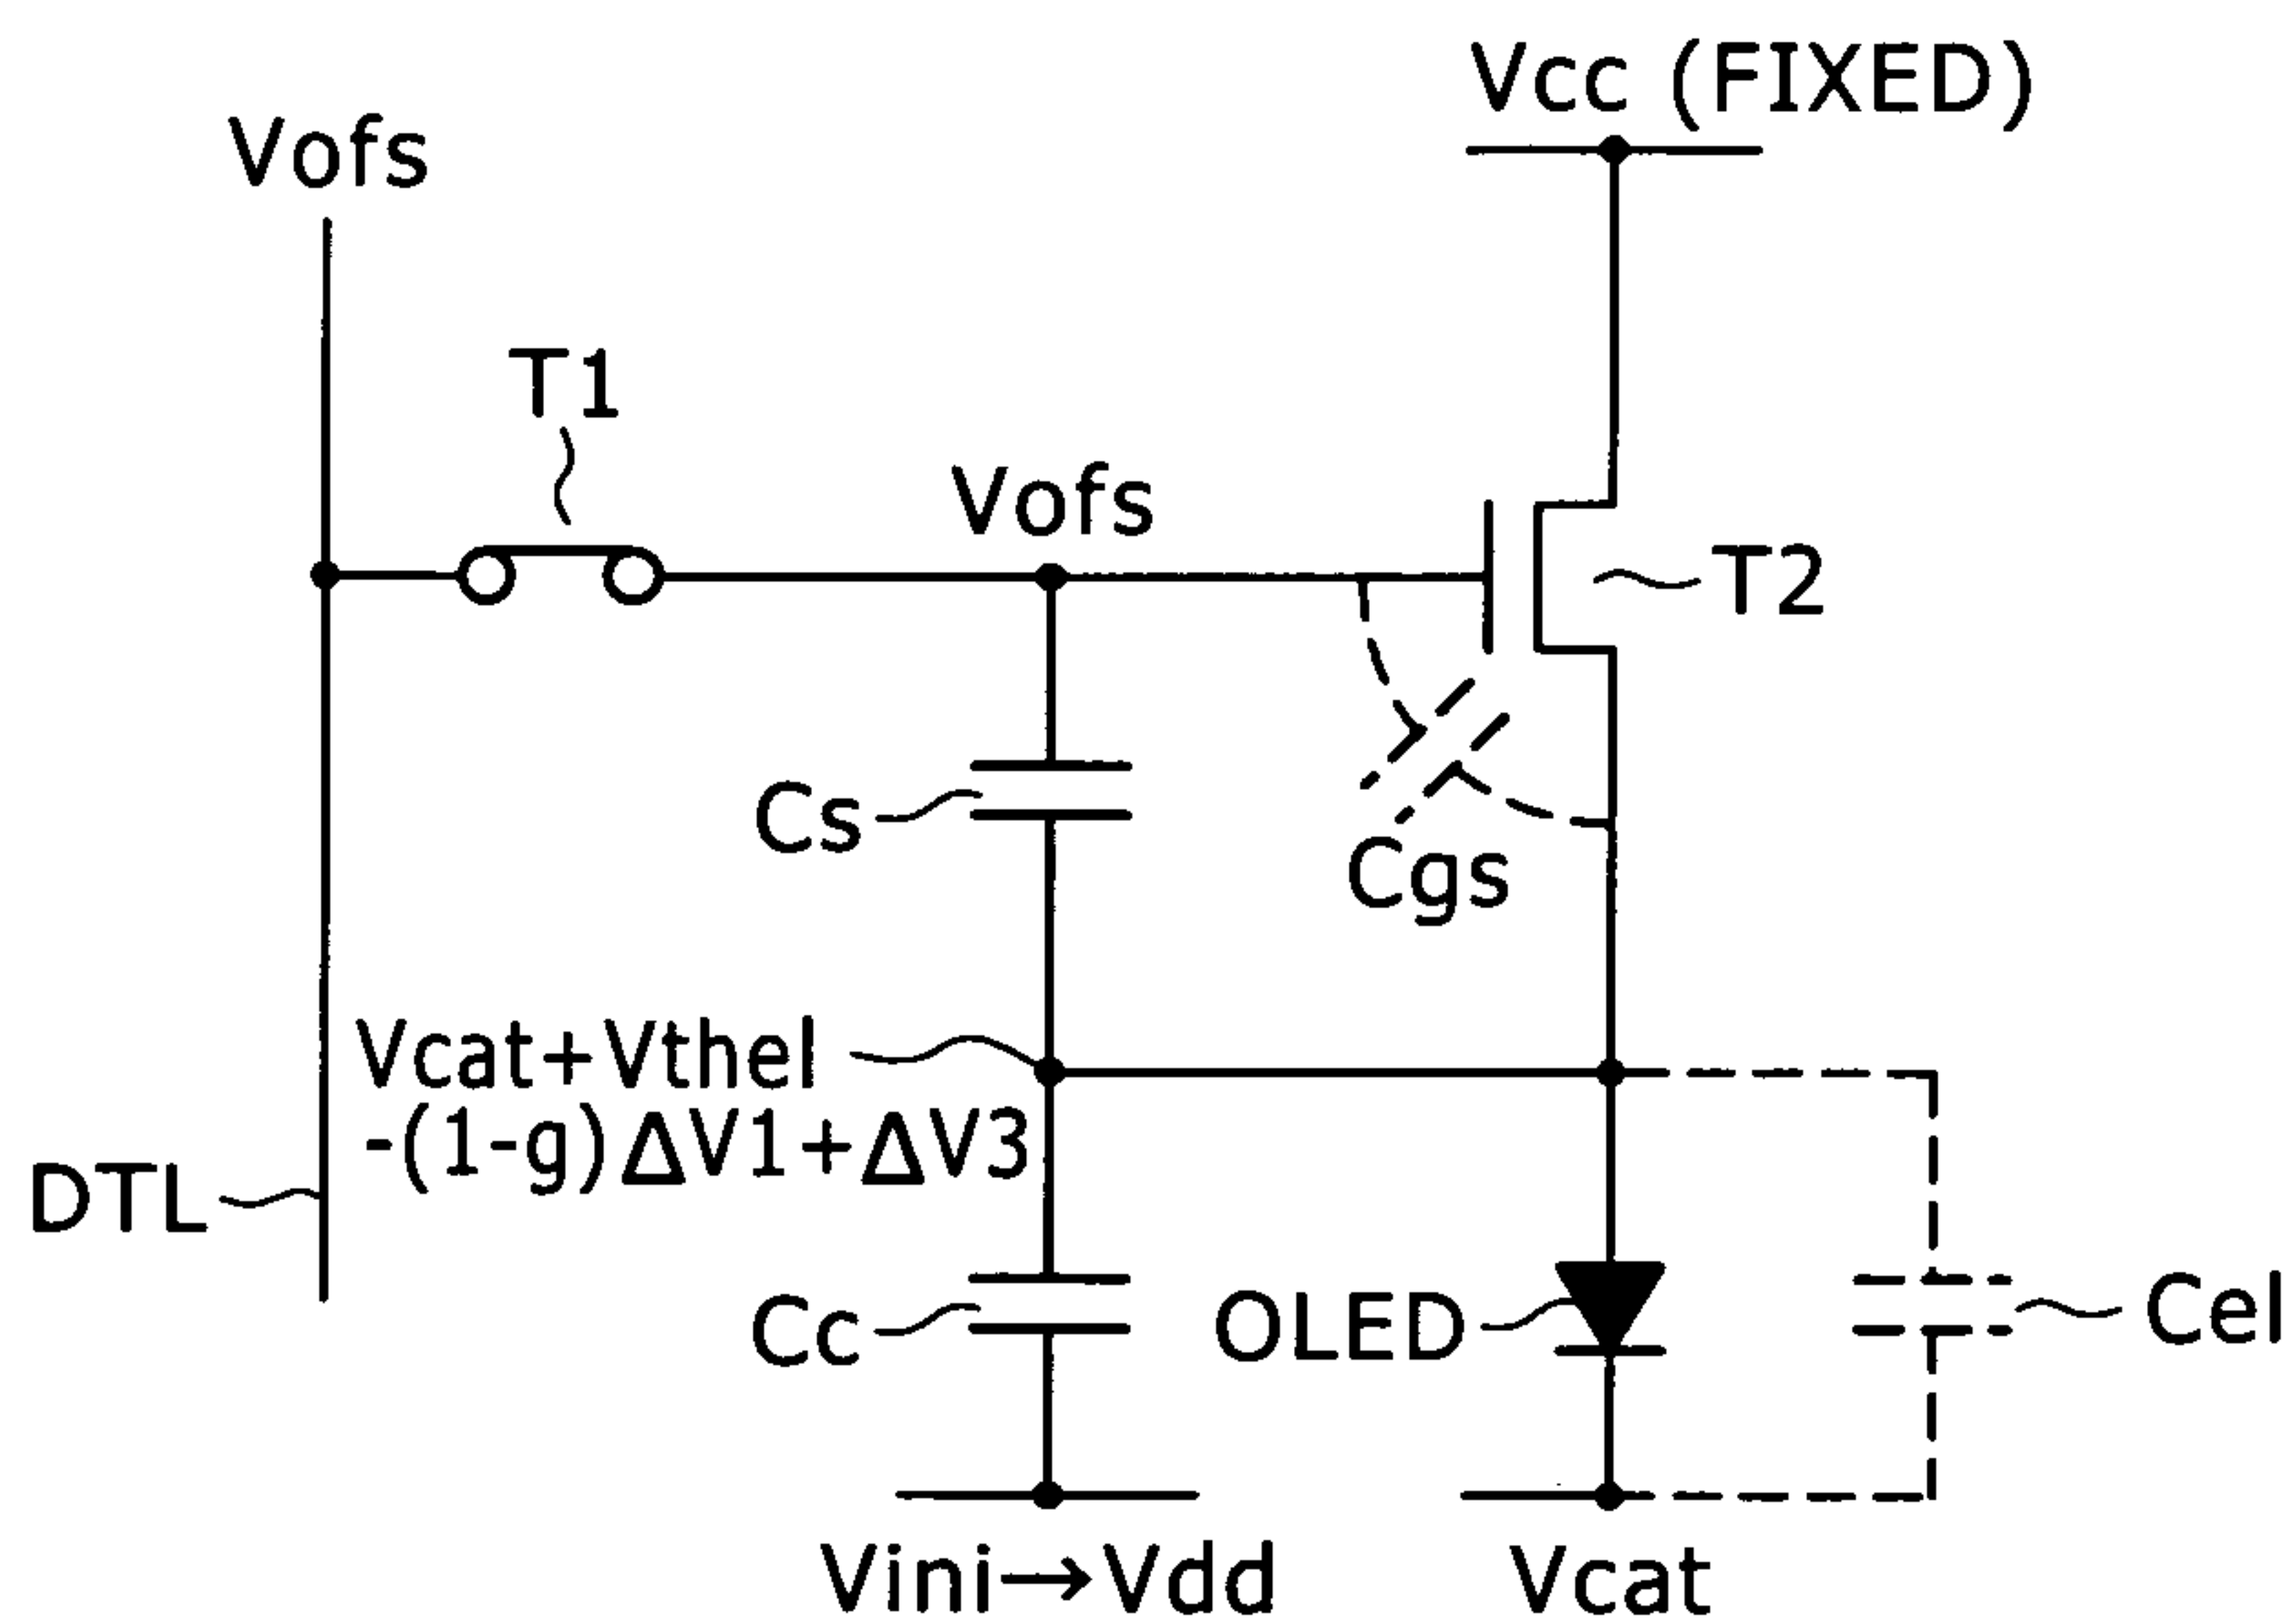 Vcc (FIXED)
Vofs
T1
Vofs
T2
Cs
Cgs
Vcat+Vthel
-(1-g)ΔV1+ΔV3
DTL
Cc
OLED
Cel
Vini→Vdd
Vcat